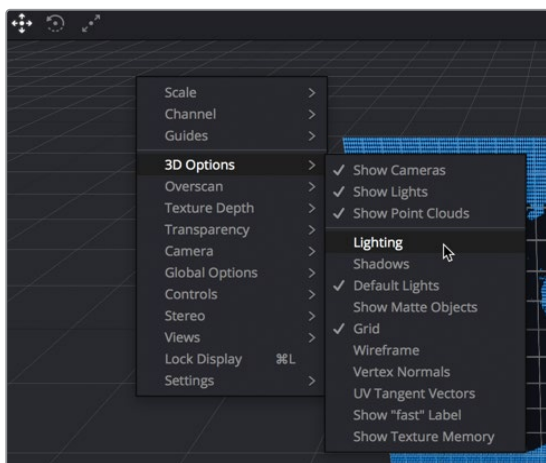 Scale
Channel
Guides
3D Options
Overscan
Texture Depth
Transparency
Camera
Global Options
Controls
Stereo
Views
Lock Display ⌘L
Settings
Show Cameras
Show Lights
Show Point Clouds
Lighting
Shadows
Default Lights
Show Matte Objects
Grid
Wireframe
Vertex Normals
UV Tangent Vectors
Show "fast" Label
Show Texture Memory